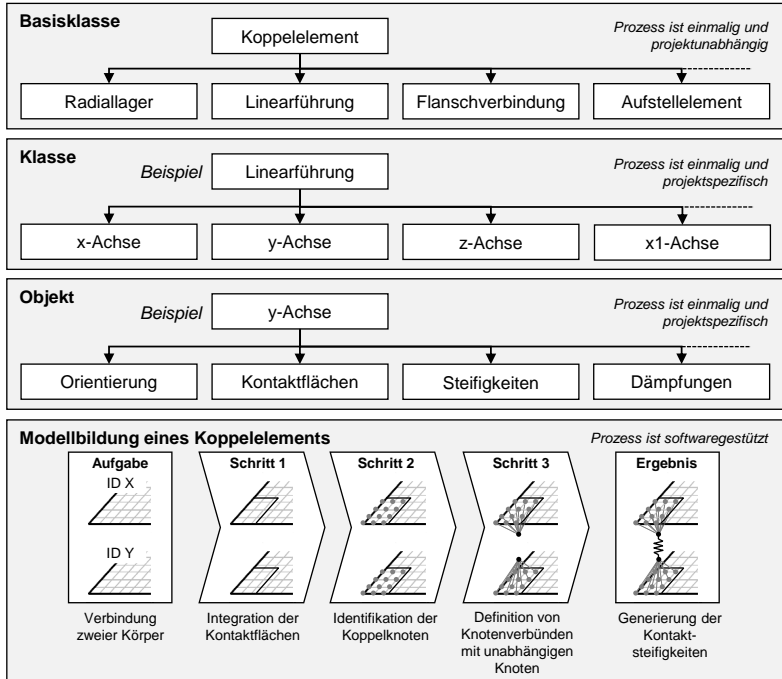 Basisklasse
Koppelelement
Prozess ist einmalig und
projektunabhängig
Radiallager
Linearführung
Flanschverbindung
Aufstellelement
Klasse
Beispiel
Linearführung
Prozess ist einmalig und
projektspezifisch
x-Achse
y-Achse
z-Achse
x1-Achse
Objekt
Beispiel
y-Achse
Prozess ist einmalig und
projektspezifisch
Orientierung
Kontaktflächen
Steifigkeiten
Dämpfungen
Modellbildung eines Koppelelements
Prozess ist softwaregestützt
Aufgabe
ID X
ID Y
Verbindung
zweier Körper
Schritt 1
Integration der
Kontaktflächen
Schritt 2
Identifikation der
Koppelknoten
Schritt 3
Definition von
Knotenverbünden
mit unabhängigen
Knoten
Ergebnis
Generierung der
Kontakt-
steifigkeiten